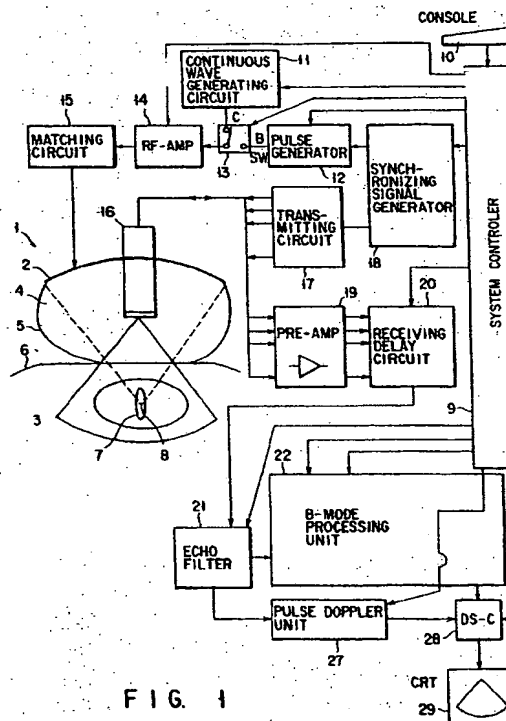 CONSOLE
10
CONTINUOUS
WAVE
GENERATING
CIRCUIT
11
15
MATCHING
CIRCUIT
14
RF-AMP
C
B
SW
13
PULSE
GENERATOR
12
SYNCH-
RONIZING
SIGNAL
GENERATOR
18
SYSTEM CONTROLER
16
TRANS-
MITTING
CIRCUIT
17
1
2
4
5
6
3
7
8
19
PRE-AMP
20
RECEIVING
DELAY
CIRCUIT
9
22
B-MODE
PROCESSING
UNIT
21
ECHO
FILTER
PULSE DOPPLER
UNIT
27
DS-C
28
CRT
29
FIG. 1